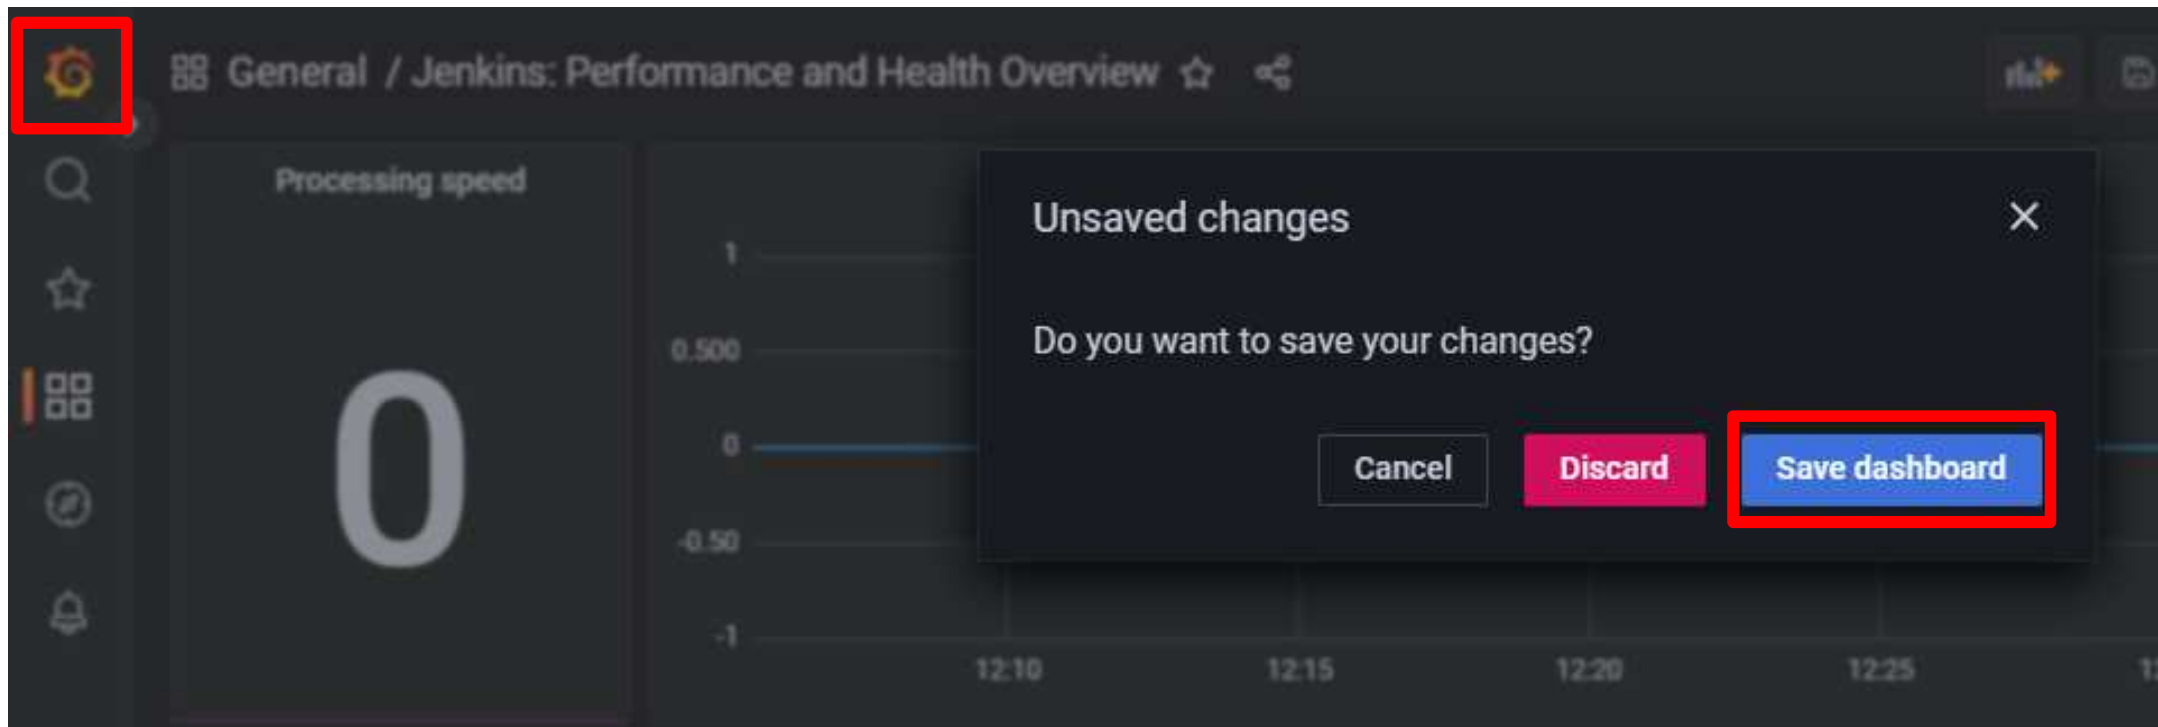 General / Jenkins: Performance and Health Overview
Processing speed
0
1
0.500
0
-0.50
-1
12:10
12:15
12:20
12:25
Unsaved changes
Do you want to save your changes?
Cancel
Discard
Save dashboard